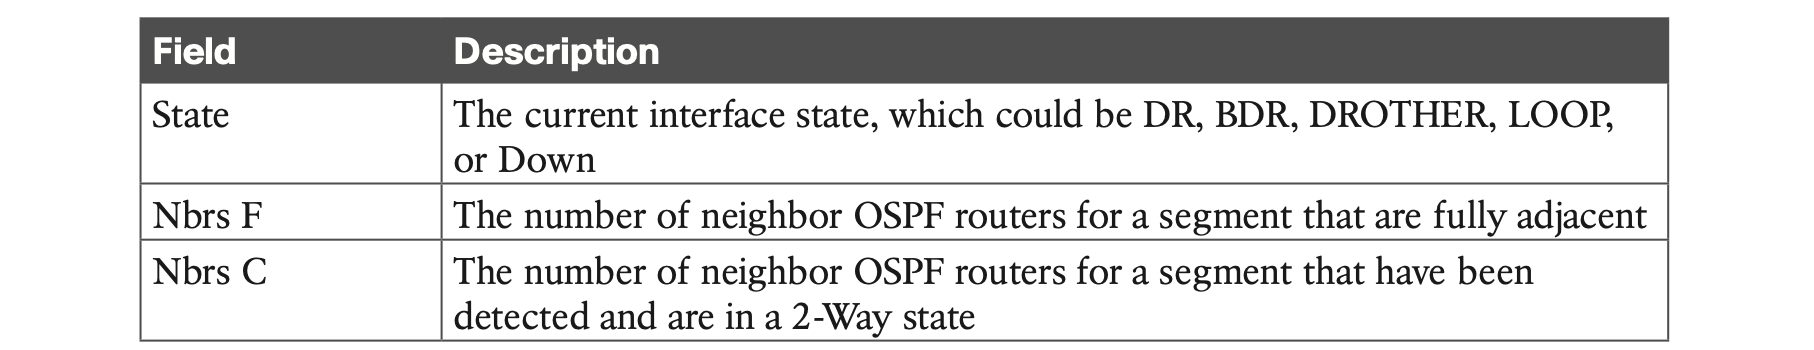 Field Description
State The current interface state, which could be DR, BDR, DROTHER, LOOP,
or Down
Nbrs F The number of neighbor OSPF routers for a segment that are fully adjacent
Nbrs C The number of neighbor OSPF routers for a segment that have been
detected and are in a 2-Way state